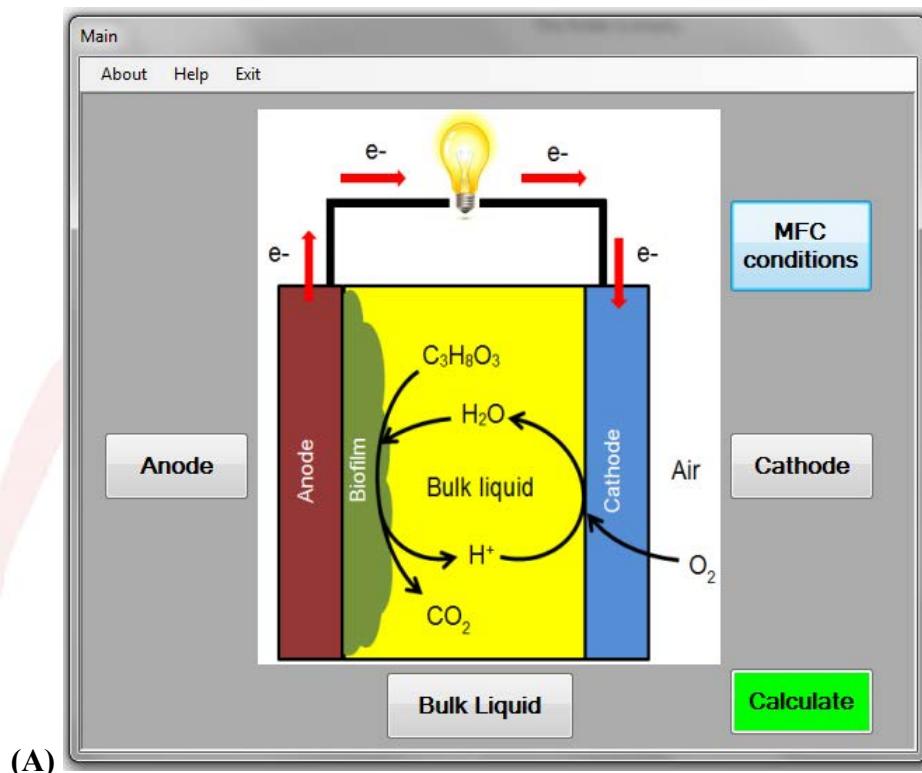 Main
About Help Exit
e- e-
MFC
conditions
e- e-
C₃H₈O₃
H₂O
Anode
Anode
Biofilm
Bulk liquid
Cathode
Air
Cathode
H⁺
O₂
CO₂
Bulk Liquid
Calculate
(A)